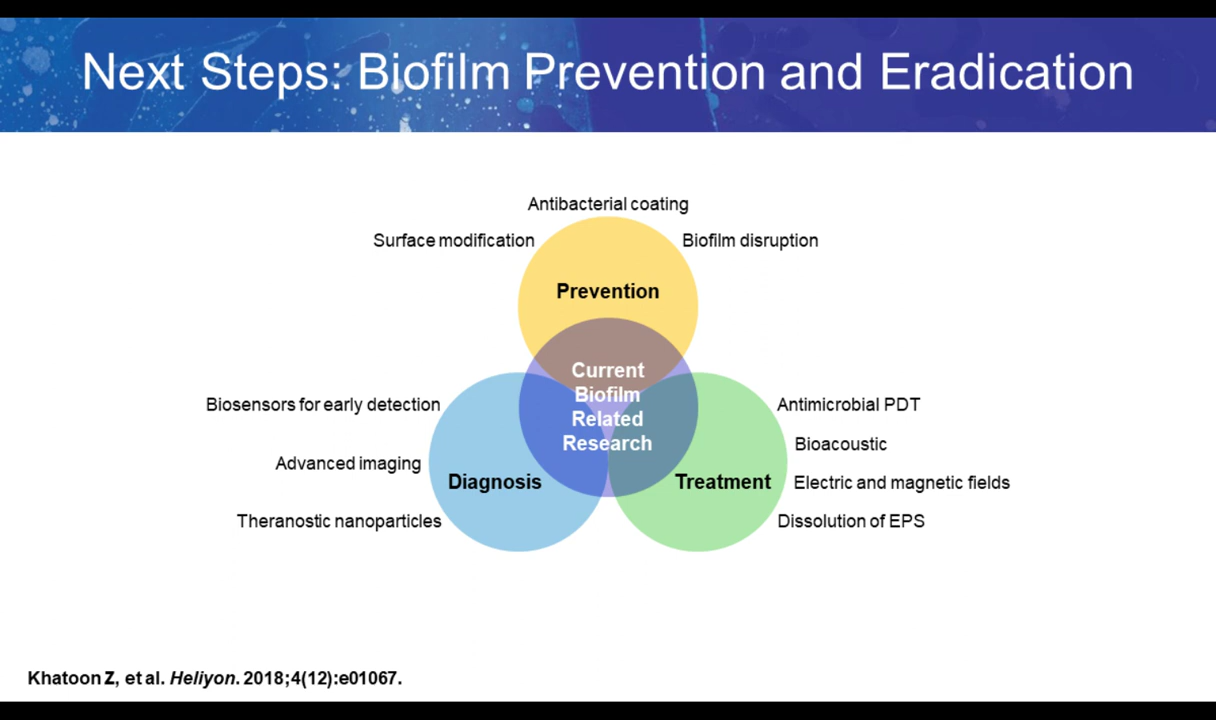 Next Steps: Biofilm Prevention and Eradication
Antibacterial coating
Surface modification
Biofilm disruption
Prevention
Current
Biofilm
Related
Research
Biosensors for early detection
Advanced imaging
Theranostic nanoparticles
Diagnosis
Treatment
Antimicrobial PDT
Bioacoustic
Electric and magnetic fields
Dissolution of EPS
Khatoon Z, et al. Heliyon. 2018;4(12):e01067.